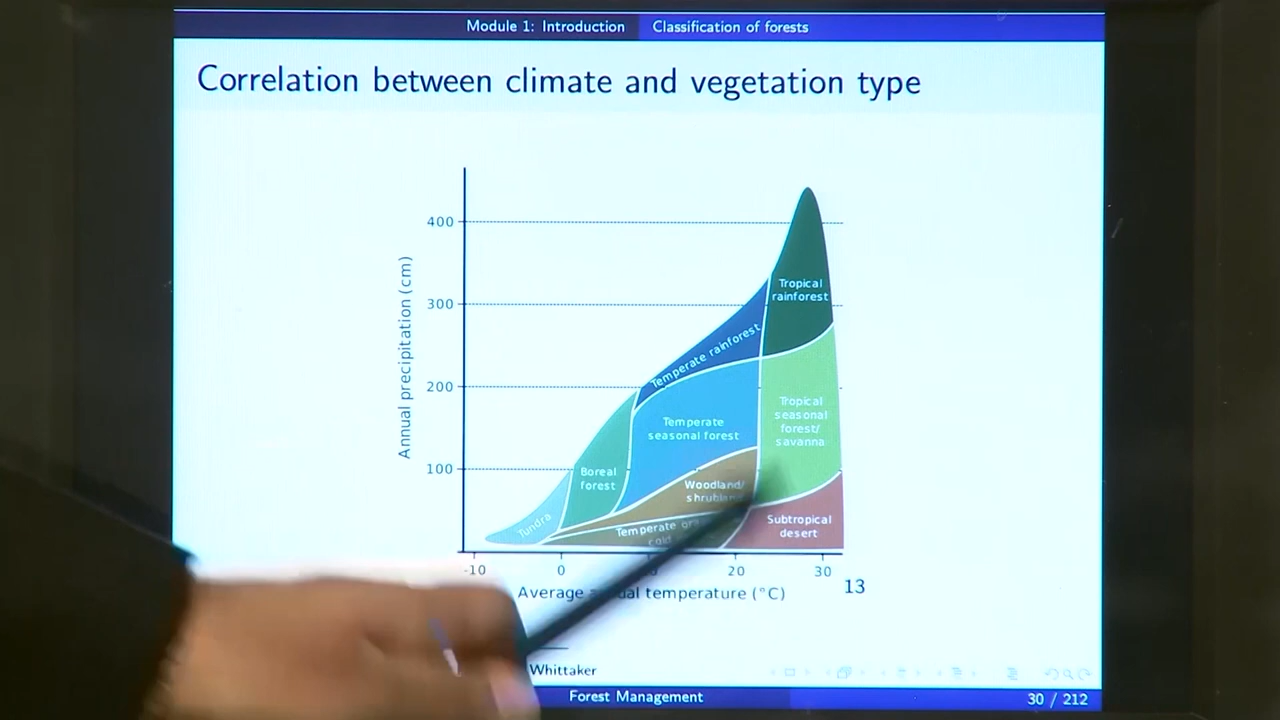 Module 1: Introduction Classification of forests
Correlation between climate and vegetation type
Annual precipitation (cm)
400
300
200
100
Tropical
rainforest
Temperate rainforest
Tropical
seasonal
forest/
savanna
Temperate
seasonal forest
Boreal
forest
Woodland/
Tundra
Temperate
cold
Subtropical
desert
-10 0 20 30
Average temperature (°C)
13
Whittaker
Forest Management
30 / 212